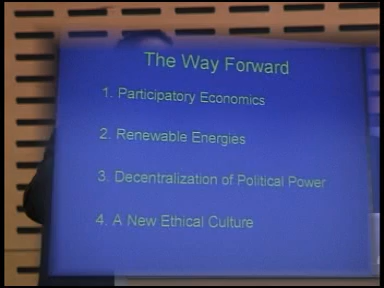 The Way Forward
1. Participatory Economics
2. Renewable Energies
3. Decentralization of Political Power
4. A New Ethical Culture